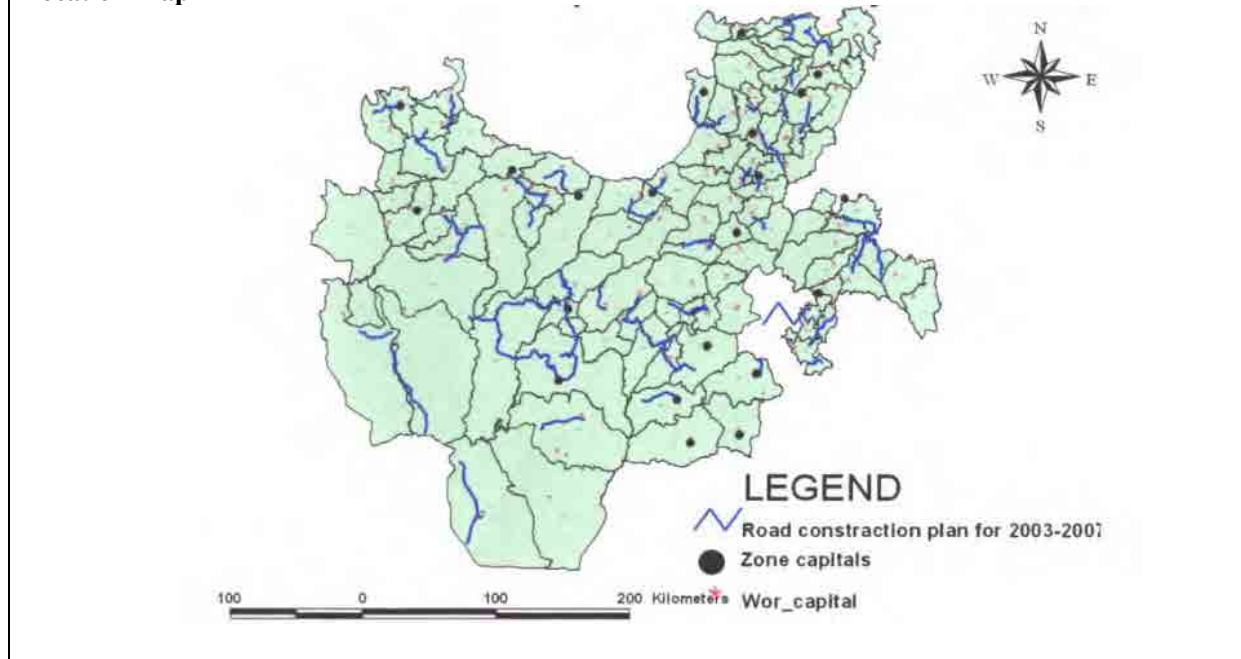 N
W E
S
LEGEND
Road constraction plan for 2003-2007
Zone capitals
Wor_capital
100 0 100 200 Kilometers